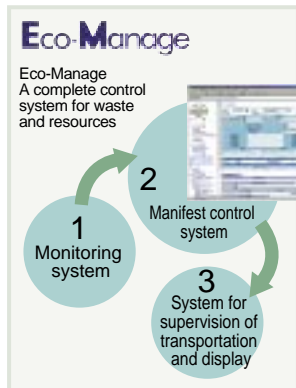 Eco-Manage
Eco-Manage
A complete control
system for waste
and resources
2
Manifest control
system
1
Monitoring
system
3
System for
supervision of
transportation
and display